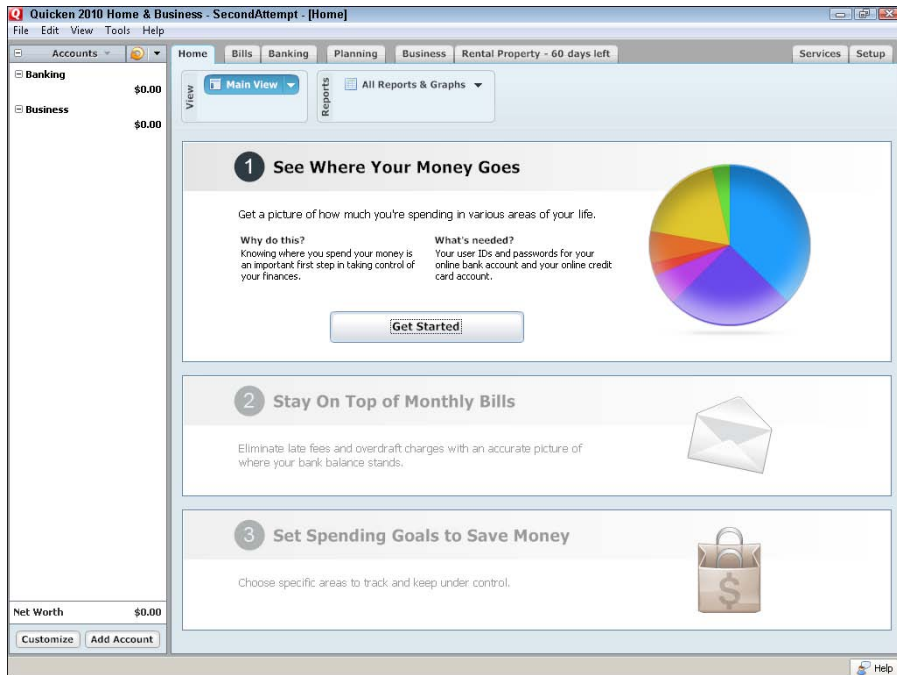 Quicken 2010 Home & Business - SecondAttempt - [Home]
File Edit View Tools Help
Accounts
Home Bills Banking Planning Business Rental Property - 60 days left Services Setup
Banking
$0.00
Business
$0.00
View
Main View
Reports
All Reports & Graphs
1 See Where Your Money Goes
Get a picture of how much you're spending in various areas of your life.
Why do this?
Knowing where you spend your money is
an important first step in taking control of
your finances.
What's needed?
Your user IDs and passwords for your
online bank account and your online credit
card account.
Get Started
2 Stay On Top of Monthly Bills
Eliminate late fees and overdraft charges with an accurate picture of
where your bank balance stands.
3 Set Spending Goals to Save Money
Choose specific areas to track and keep under control.
$
Net Worth $0.00
Customize Add Account
Help